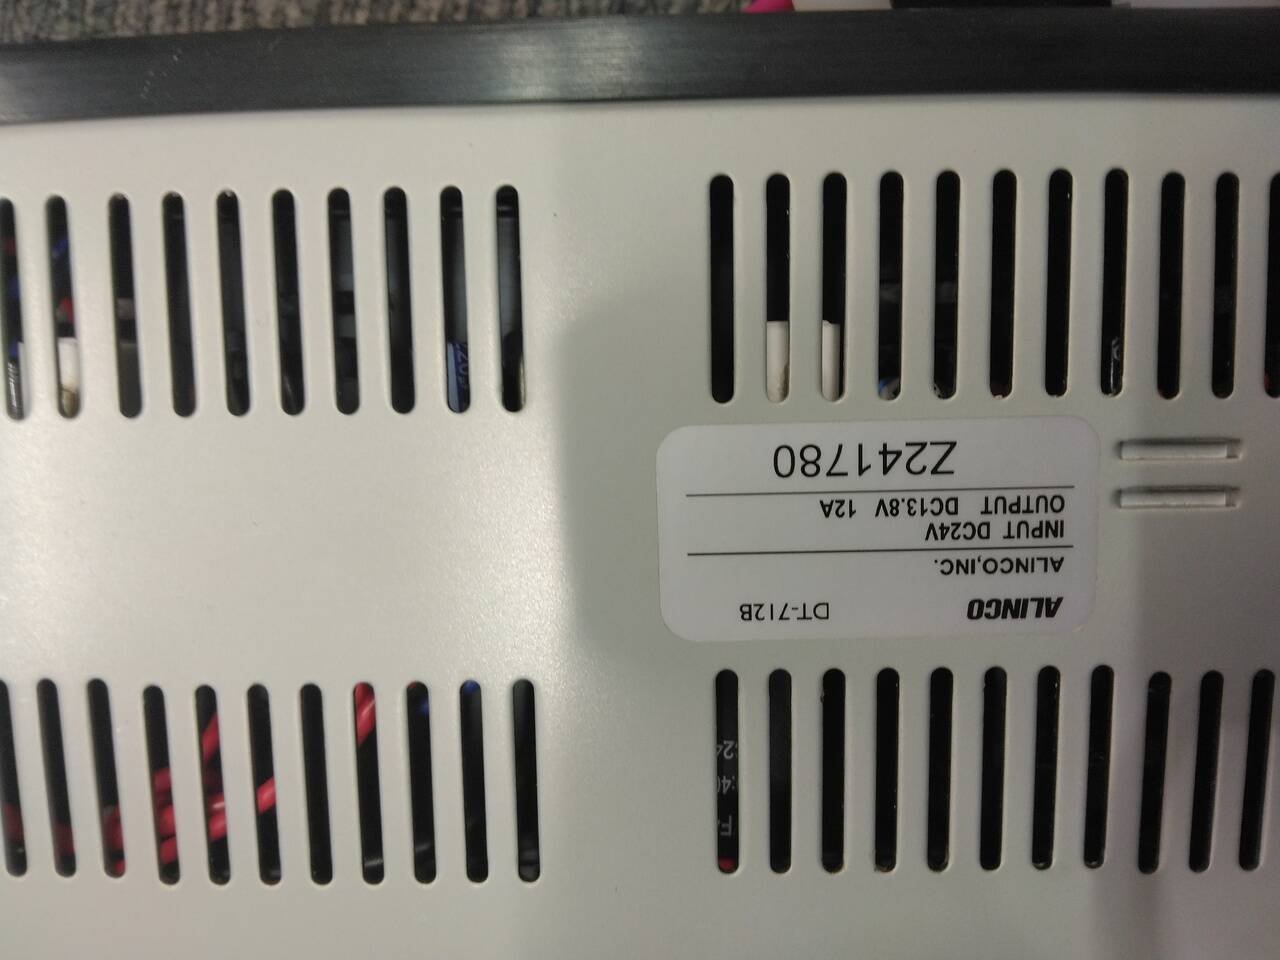 ALINCO DT-712B
ALINCO,INC.
INPUT DC24V
OUTPUT DC13.8V 12A
Z241780